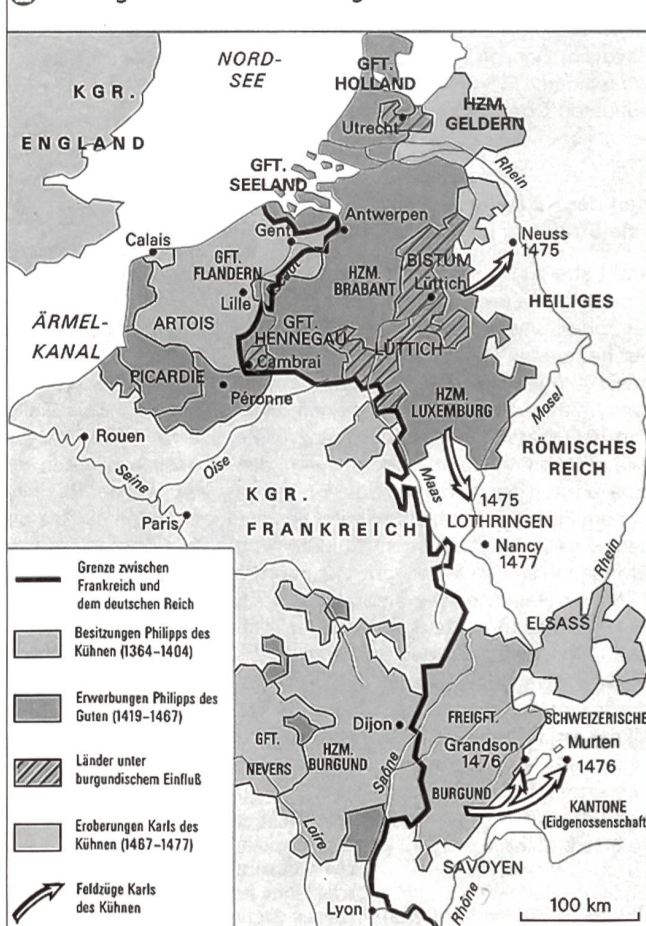 NORD-
SEE
KGR.
ENGLAND
GFT.
HOLLAND
HZM.
GELDERN
Utrecht
Rhein
GFT.
SEELAND
Antwerpen
Gent
Calais
GFT.
FLANDERN
Lille
HZM.
BRABANT
BISTUM
Lüttich
LÜTTICH
Neuss
1475
HEILIGES
RÖMISCHES
REICH
ÄRMEL-
KANAL
ARTOIS
GFT.
HENNEGAU
Cambrai
PICARDIE
Péronne
HZM.
LUXEMBURG
Mosel
Rouen
Seine
Oise
Paris
KGR.
FRANKREICH
Maas
1475
LOTHRINGEN
Nancy
1477
Rhein
ELSASS
Dijon
GFT.
NEVERS
HZM.
BURGUND
Saône
Loire
FREIGFT.
BURGUND
Grandson
1476
SCHWEIZERISCHE
Murten
1476
KANTONE
(Eidgenossenschaft
SAVOYEN
Rhône
Lyon
100 km
Grenze zwischen
Frankreich und
dem deutschen Reich
Besitzungen Philipps des
Kühnen (1364–1404)
Erwerbungen Philipps des
Guten (1419–1467)
Länder unter
burgundischem Einfluß
Eroberungen Karls des
Kühnen (1467–1477)
Feldzüge Karls
des Kühnen